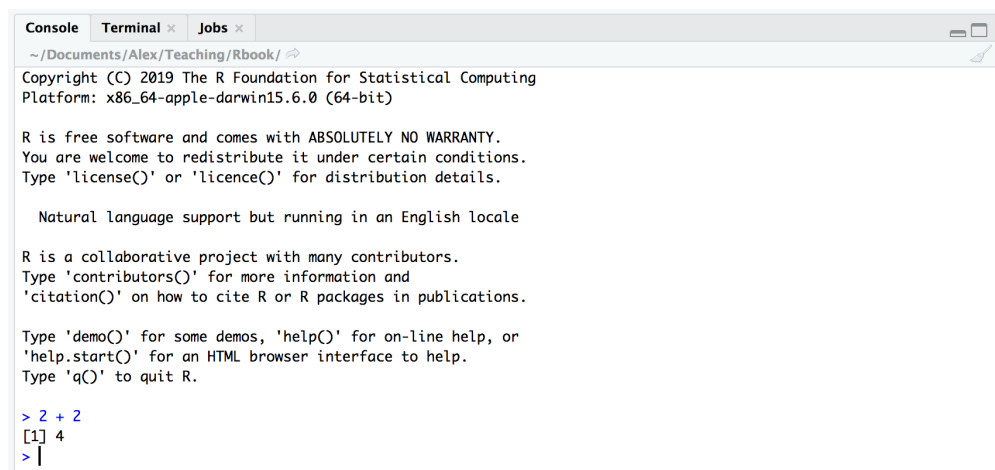 Console Terminal × Jobs ×
~/Documents/Alex/Teaching/Rbook/
Copyright (C) 2019 The R Foundation for Statistical Computing
Platform: x86_64-apple-darwin15.6.0 (64-bit)
R is free software and comes with ABSOLUTELY NO WARRANTY.
You are welcome to redistribute it under certain conditions.
Type 'license()' or 'licence()' for distribution details.
Natural language support but running in an English locale
R is a collaborative project with many contributors.
Type 'contributors()' for more information and
'citation()' on how to cite R or R packages in publications.
Type 'demo()' for some demos, 'help()' for on-line help, or
'help.start()' for an HTML browser interface to help.
Type 'q()' to quit R.
> 2 + 2
[1] 4
>